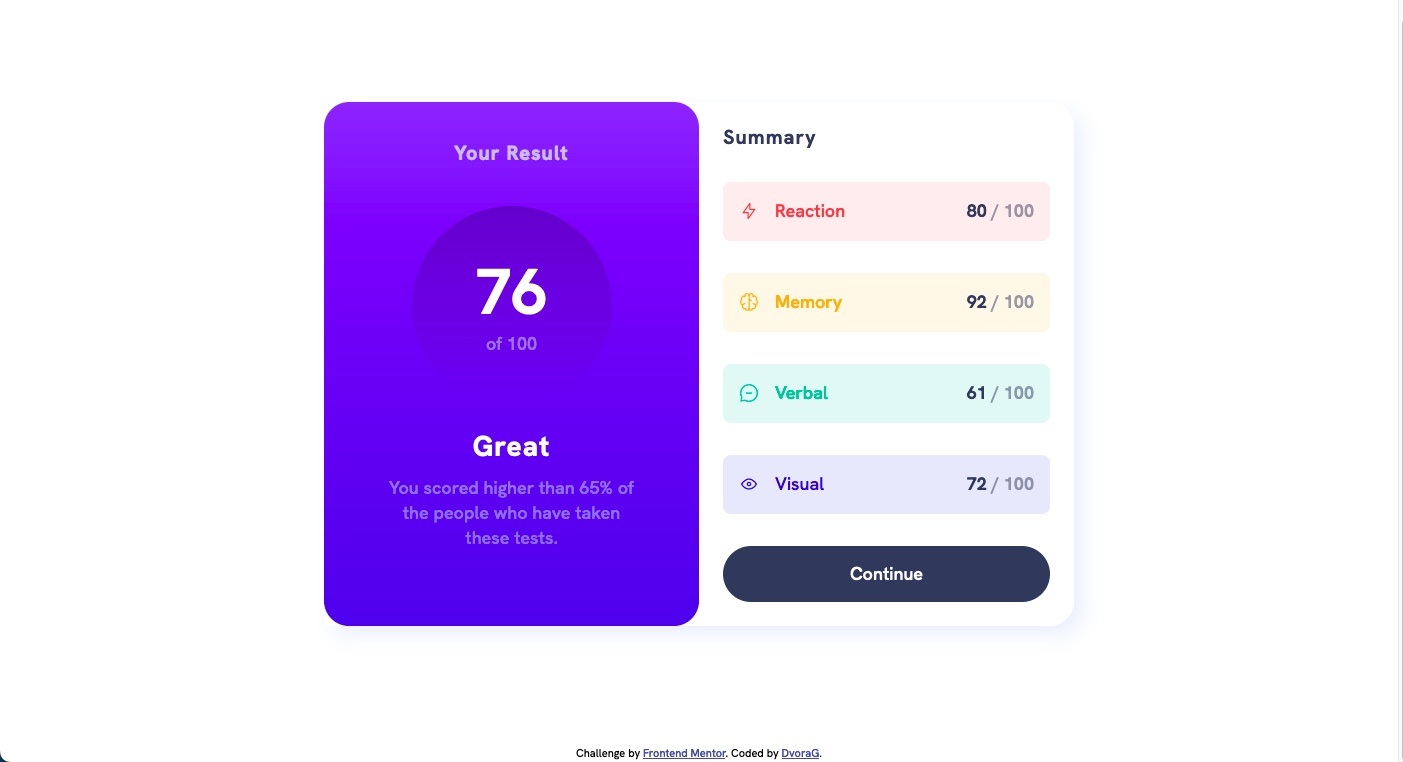 Your Result
76
of 100
Great
You scored higher than 65% of
the people who have taken
these tests.
Summary
Reaction 80 / 100
Memory 92 / 100
Verbal 61 / 100
Visual 72 / 100
Continue
Challenge by Frontend Mentor. Coded by DvoraG.